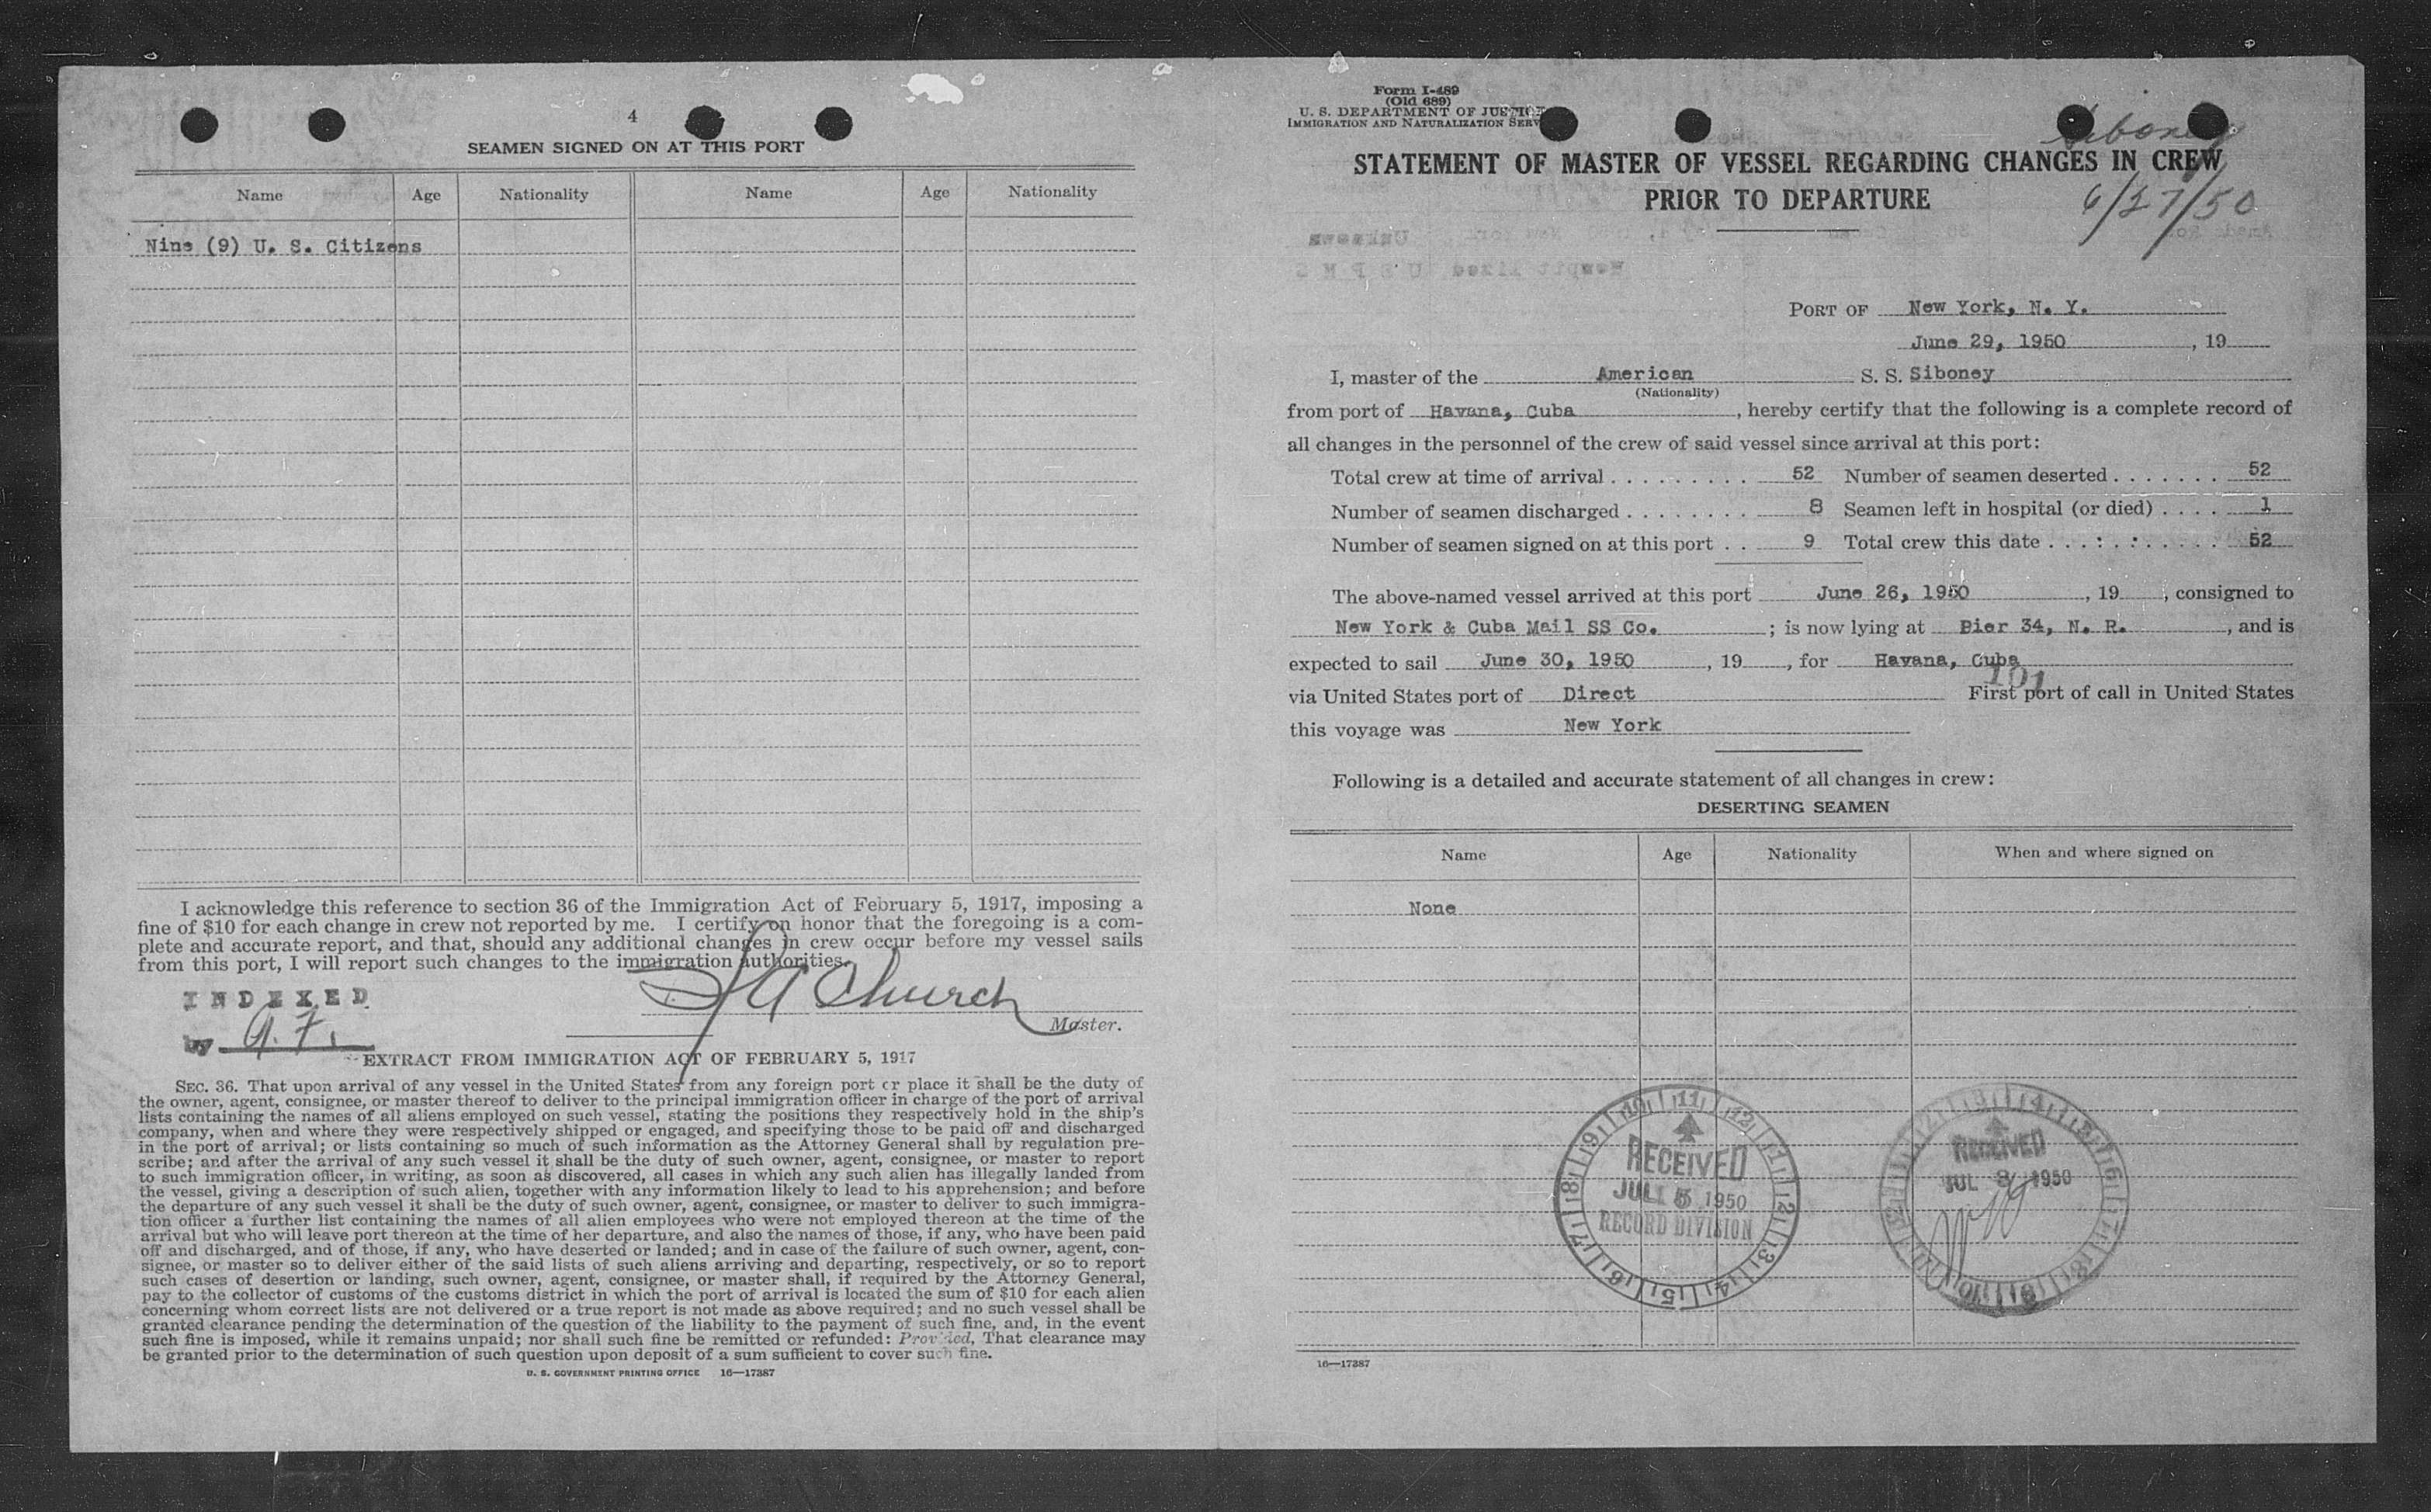 4
SEAMEN SIGNED ON AT THIS PORT
Name Age Nationality Name Age Nationality
Nine (9) U. S. Citizens
I acknowledge this reference to section 36 of the Immigration Act of February 5, 1917, imposing a
fine of $10 for each change in crew not reported by me. I certify on honor that the foregoing is a com-
plete and accurate report, and that, should any additional changes in crew occur before my vessel sails
from this port, I will report such changes to the immigration authorities.
Church
Master.
INDEXED
by
EXTRACT FROM IMMIGRATION ACT OF FEBRUARY 5, 1917
SEC. 36. That upon arrival of any vessel in the United States from any foreign port or place it shall be the duty of
the owner, agent, consignee, or master thereof to deliver to the principal immigration officer in charge of the port of arrival
lists containing the names of all aliens employed on such vessel, stating the positions they respectively hold in the ship's
company, when and where they were respectively shipped or engaged, and specifying those to be paid off and discharged
in the port of arrival; or lists containing so much of such information as the Attorney General shall by regulation pre-
scribe; and after the arrival of any such vessel it shall be the duty of such owner, agent, consignee, or master to report
to such immigration officer, in writing, as soon as discovered, all cases in which any such alien has illegally landed from
the vessel, giving a description of such alien, together with any information likely to lead to his apprehension; and before
the departure of any such vessel it shall be the duty of such owner, agent, consignee, or master to deliver to such immigra-
tion officer a further list containing the names of all alien employees who were not employed thereon at the time of the
arrival but who will leave port thereon at the time of her departure, and also the names of those, if any, who have been paid
off and discharged, and of those, if any, who have deserted or landed; and in case of the failure of such owner, agent, con-
signee, or master so to deliver either of the said lists of such aliens arriving and departing, respectively, or so to report
such cases of desertion or landing, such owner, agent, consignee, or master shall, if required by the Attorney General,
pay to the collector of customs of the customs district in which the port of arrival is located the sum of $10 for each alien
concerning whom correct lists are not delivered or a true report is not made as above required; and no such vessel shall be
granted clearance pending the determination of the question of the liability to the payment of such fine, and, in the event
such fine is imposed, while it remains unpaid; nor shall such fine be remitted or refunded: Provided, That clearance may
be granted prior to the determination of such question upon deposit of a sum sufficient to cover such fine.
U. S. GOVERNMENT PRINTING OFFICE 16—17387
Form I-489
(Old 689)
U. S. DEPARTMENT OF JUSTICE
IMMIGRATION AND NATURALIZATION SERV
Siboney
STATEMENT OF MASTER OF VESSEL REGARDING CHANGES IN CREW
PRIOR TO DEPARTURE
6/27/50
PORT OF New York, N. Y.
June 29, 1950 , 19
I, master of the American S. S. Siboney
(Nationality)
from port of Havana, Cuba , hereby certify that the following is a complete record of
all changes in the personnel of the crew of said vessel since arrival at this port:
Total crew at time of arrival . . . . . . . . . 52 Number of seamen deserted . . . . . . . 52
Number of seamen discharged . . . . . . . . 8 Seamen left in hospital (or died) . . . . 1
Number of seamen signed on at this port . . 9 Total crew this date . . . . . . . . . . 52
The above-named vessel arrived at this port June 26, 1950 , 19 , consigned to
New York & Cuba Mail SS Co. ; is now lying at Pier 34, N. R. , and is
expected to sail June 30, 1950 , 19 , for Havana, Cuba
101
via United States port of Direct First port of call in United States
this voyage was New York
Following is a detailed and accurate statement of all changes in crew:
DESERTING SEAMEN
Name Age Nationality When and where signed on
None
RECEIVED
JUL 1950
RECORD DIVISION
RECEIVED
JUL 3 1950
16—17387